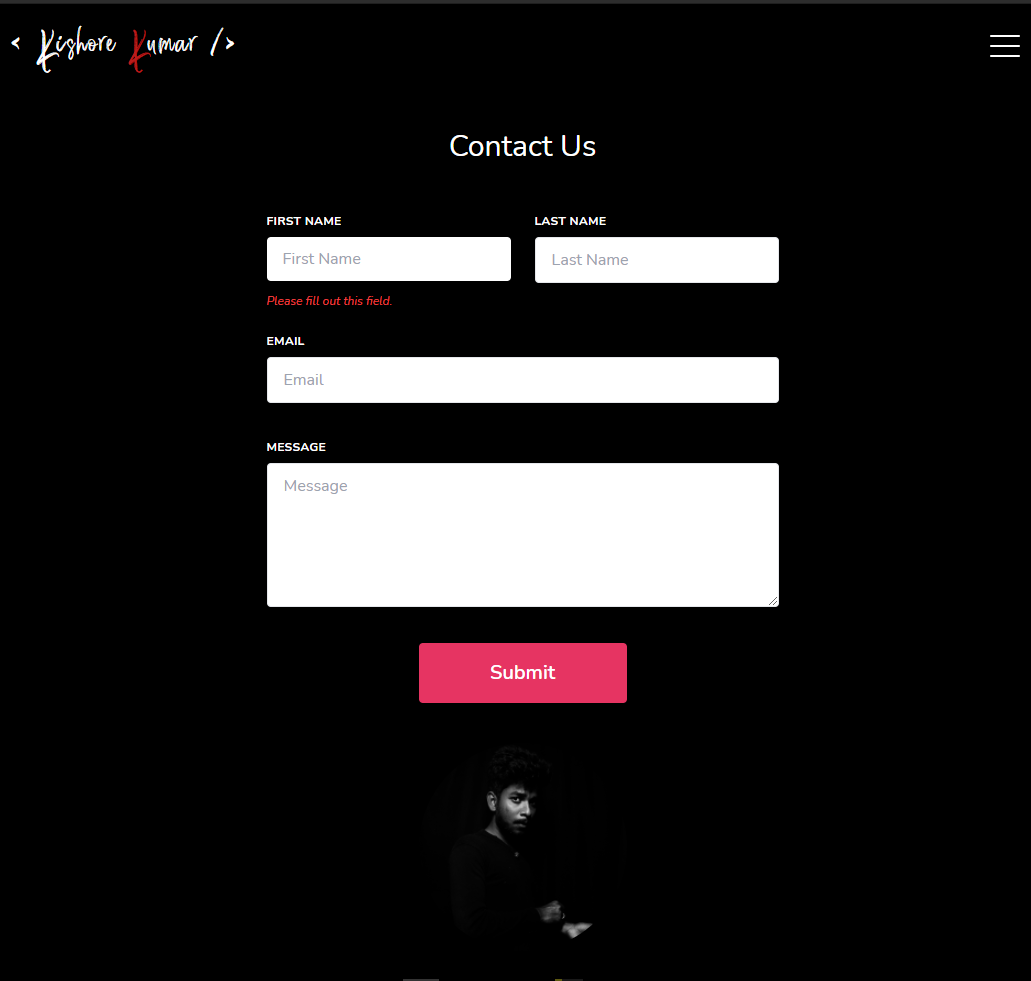 < Kishore Kumar />
Contact Us
FIRST NAME LAST NAME
First Name Last Name
Please fill out this field.
EMAIL
Email
MESSAGE
Message
Submit